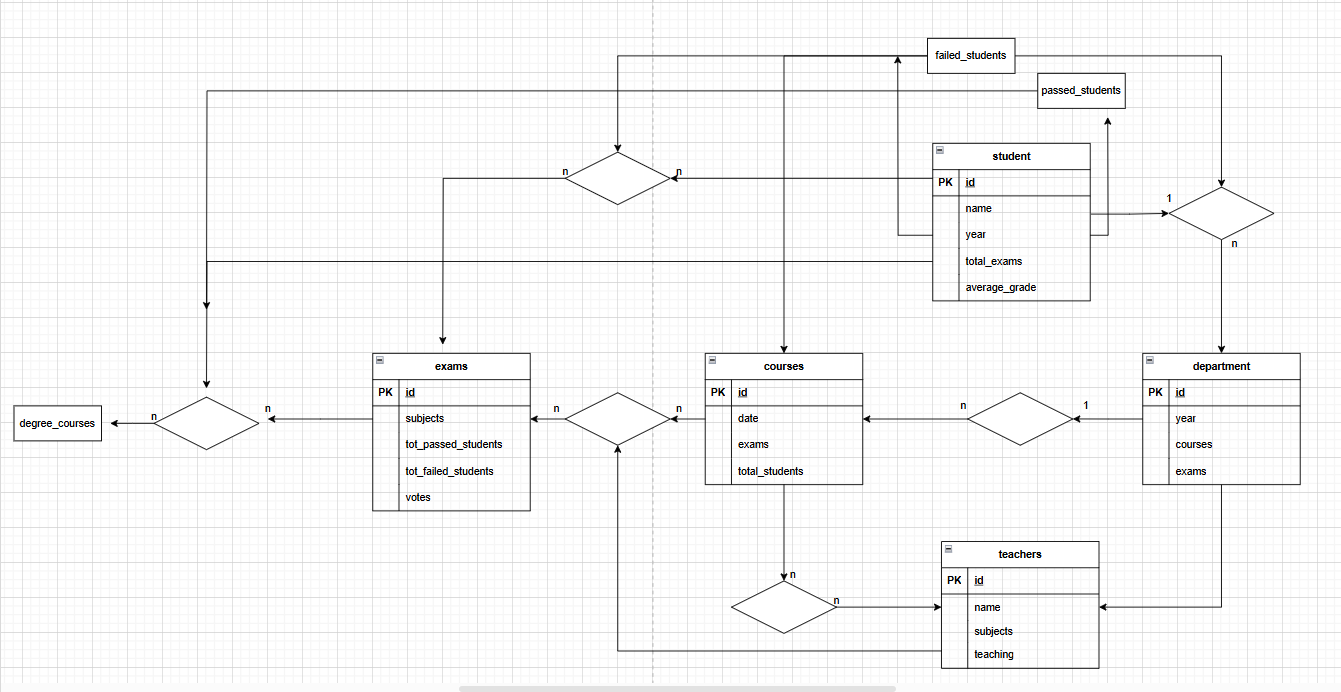 failed_students
passed_students
student
PK id
name
year
total_exams
average_grade
n
n
1
n
exams
PK id
subjects
tot_passed_students
tot_failed_students
votes
courses
PK id
date
exams
total_students
department
PK id
year
courses
exams
degree_courses
n
n
n
n
n
1
teachers
PK id
name
subjects
teaching
n
n